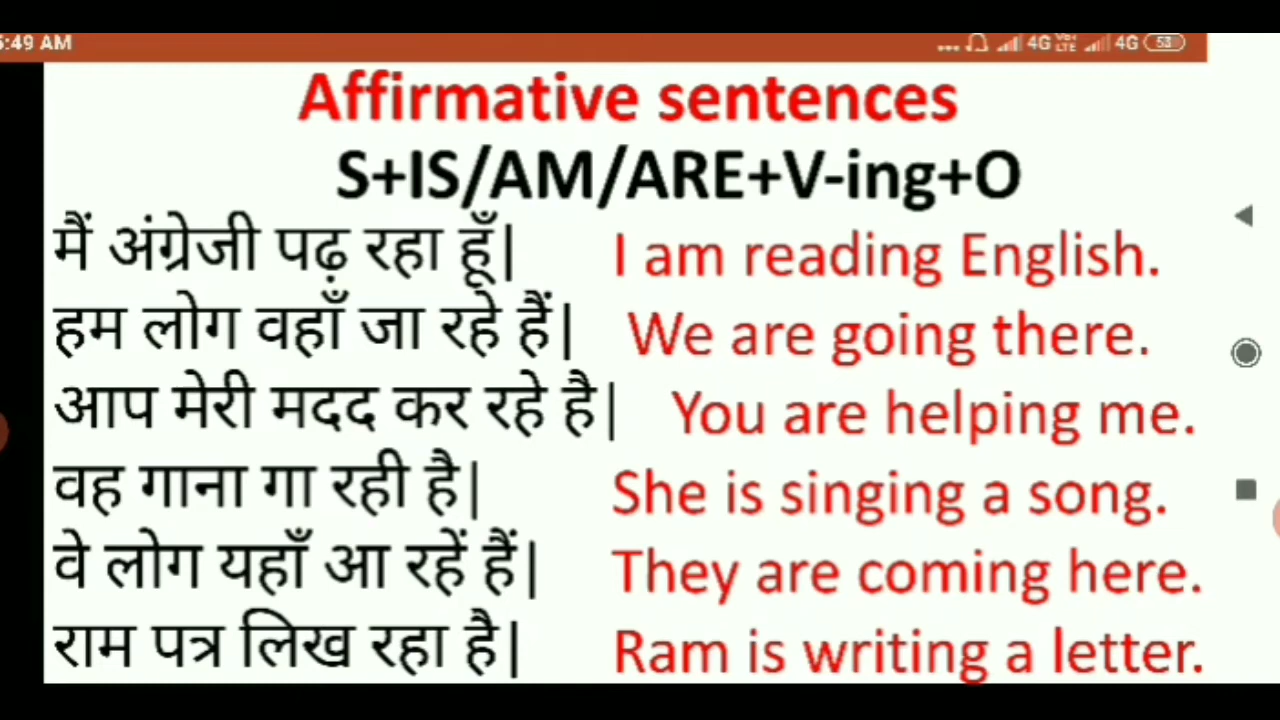 5:49 AM ... 4G VoLTE 4G 53
Affirmative sentences
S+IS/AM/ARE+V-ing+O
मैं अंग्रेजी पढ़ रहा हूँ| I am reading English.
हम लोग वहाँ जा रहे हैं| We are going there.
आप मेरी मदद कर रहे है| You are helping me.
वह गाना गा रही है| She is singing a song.
वे लोग यहाँ आ रहें हैं| They are coming here.
राम पत्र लिख रहा है| Ram is writing a letter.